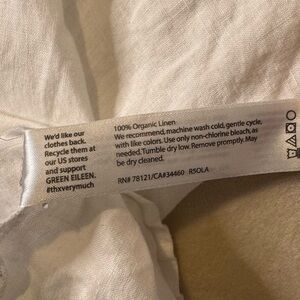 We'd like our
clothes back.
Recycle them at
our US stores
and support
GREEN EILEEN.
#thxverymuch
100% Organic Linen
We recommend, machine wash cold, gentle cycle,
with like colors. Use only non-chlorine bleach, as
needed. Tumble dry low. Remove promptly. May
be dry cleaned.
RN# 78121/CA#34460 R5OLA